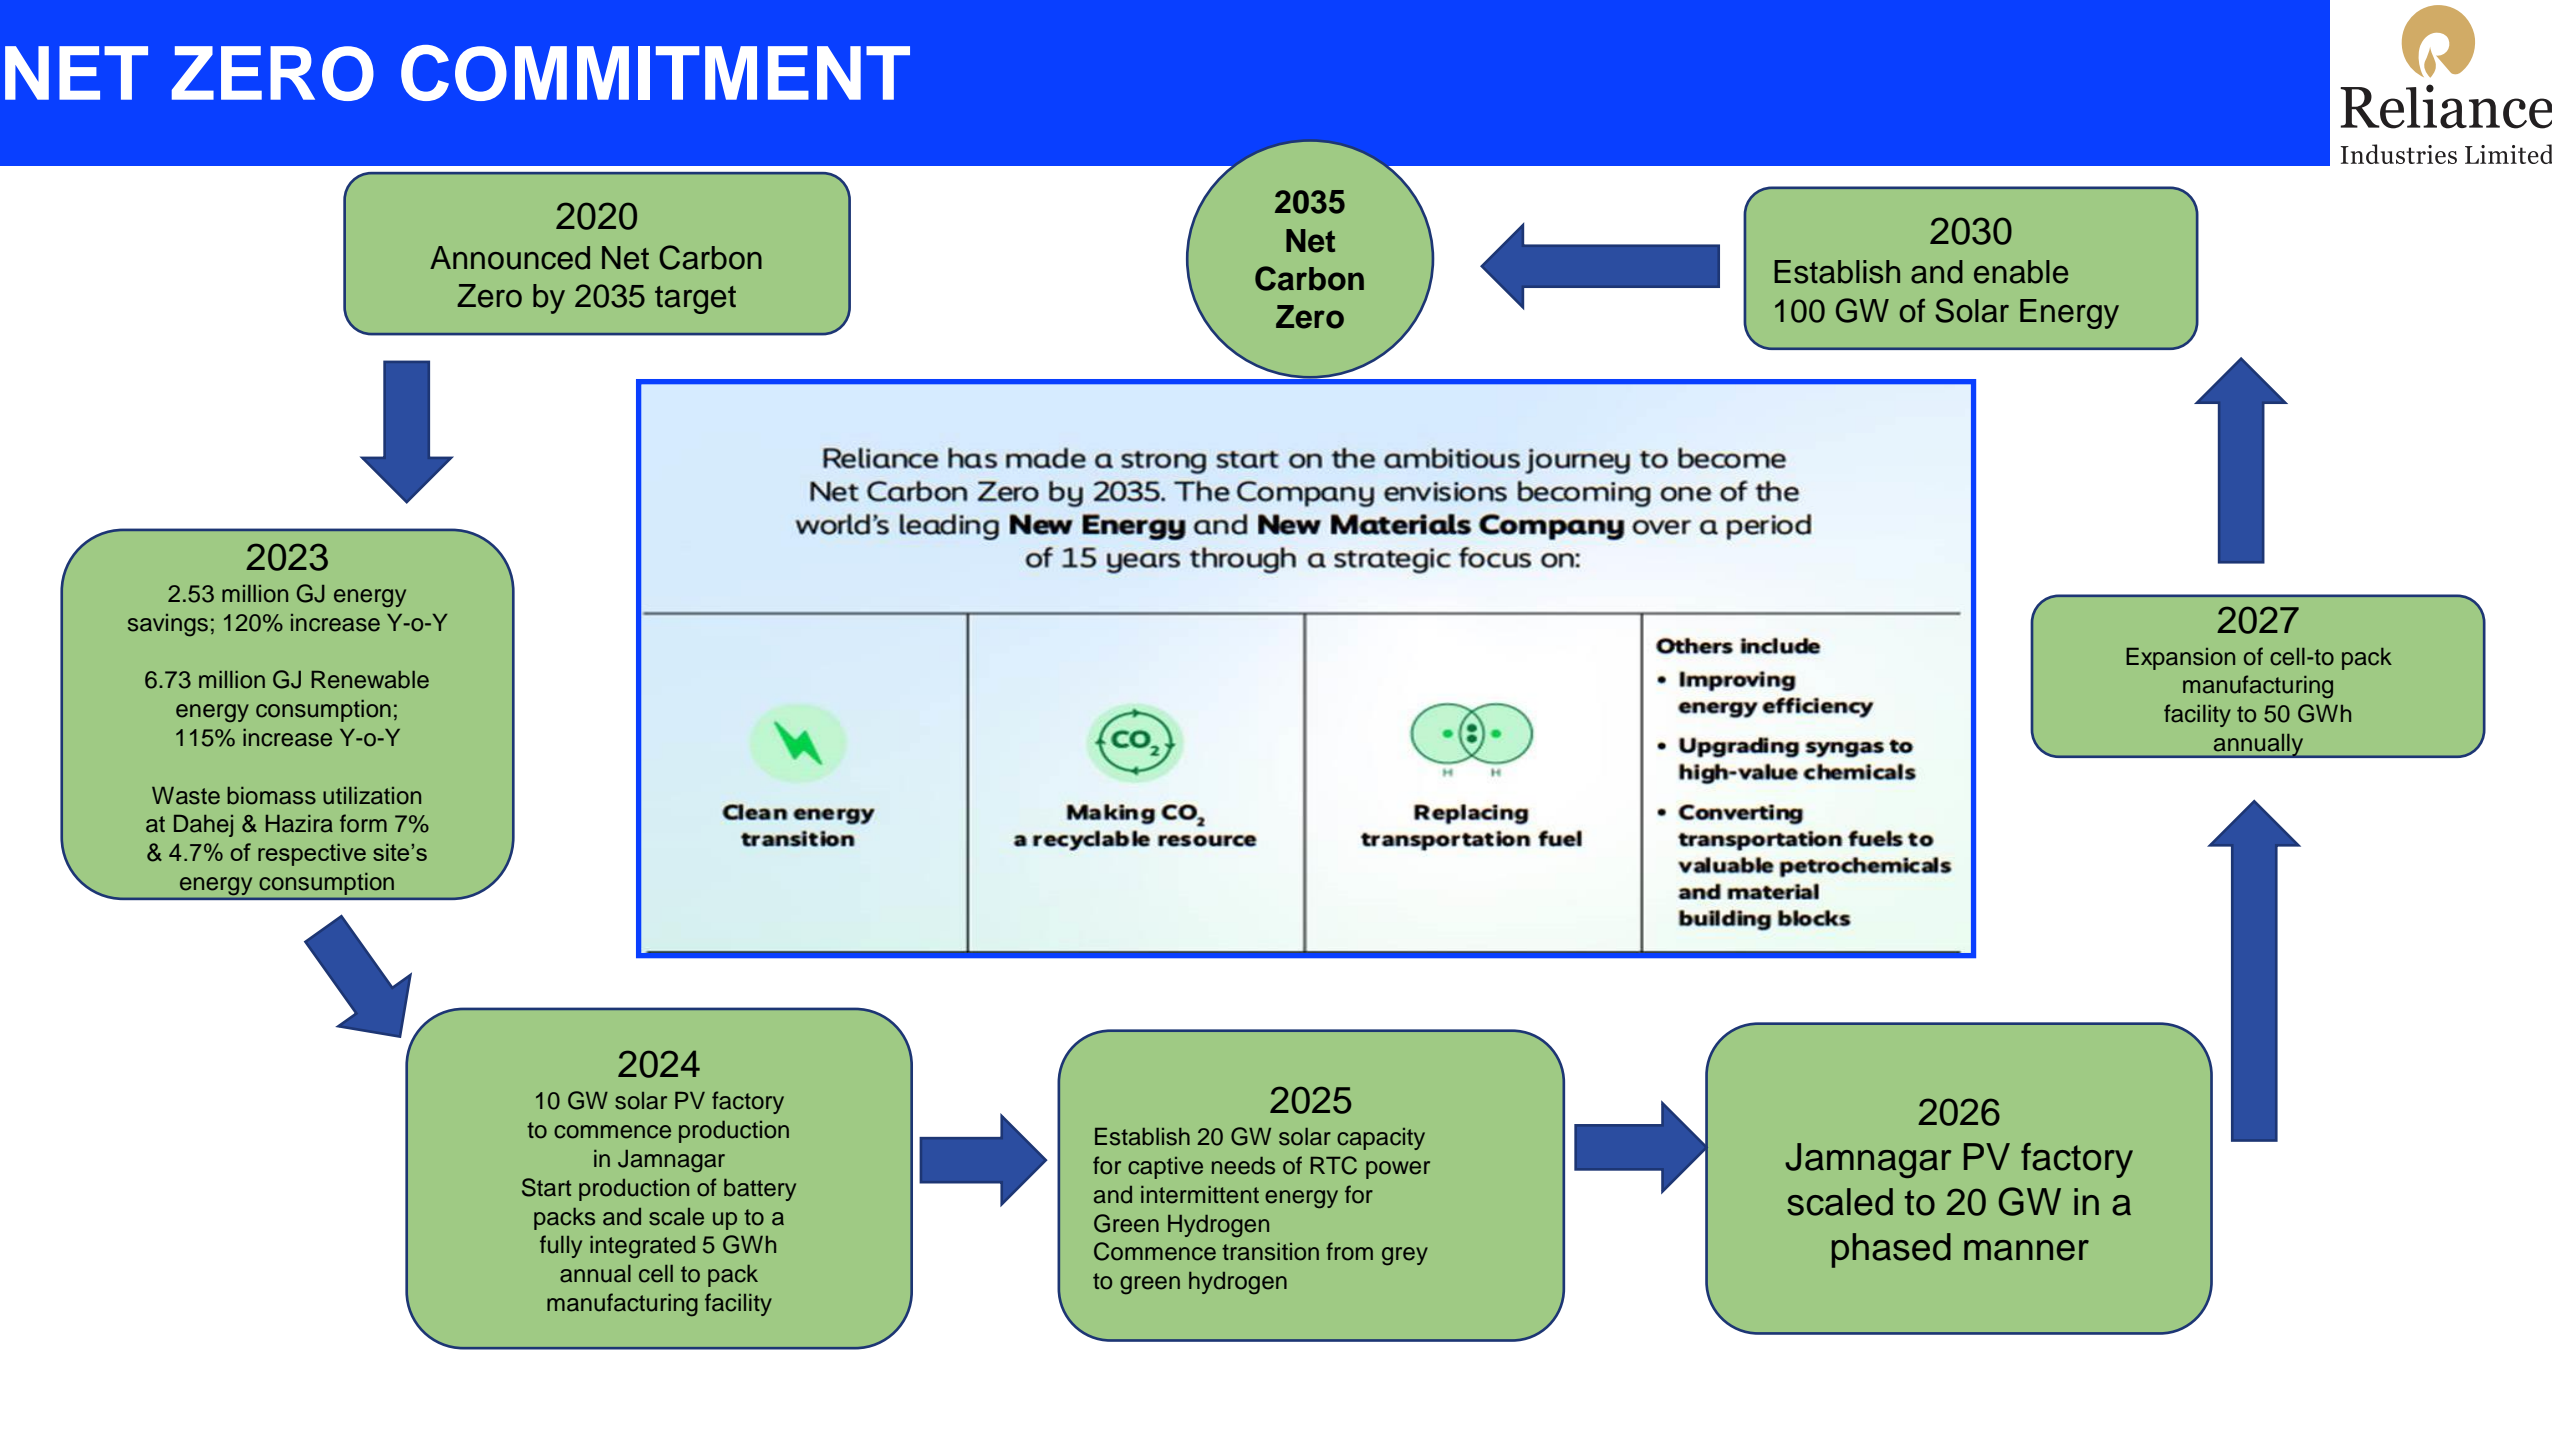 NET ZERO COMMITMENT
Reliance
Industries Limited
2020
Announced Net Carbon
Zero by 2035 target
2035
Net
Carbon
Zero
2030
Establish and enable
100 GW of Solar Energy
Reliance has made a strong start on the ambitious journey to become
Net Carbon Zero by 2035. The Company envisions becoming one of the
world's leading New Energy and New Materials Company over a period
of 15 years through a strategic focus on:
Clean energy
transition
CO₂
Making CO₂
a recyclable resource
H H
Replacing
transportation fuel
Others include
• Improving
energy efficiency
• Upgrading syngas to
high-value chemicals
• Converting
transportation fuels to
valuable petrochemicals
and material
building blocks
2023
2.53 million GJ energy
savings; 120% increase Y-o-Y
6.73 million GJ Renewable
energy consumption;
115% increase Y-o-Y
Waste biomass utilization
at Dahej & Hazira form 7%
& 4.7% of respective site's
energy consumption
2024
10 GW solar PV factory
to commence production
in Jamnagar
Start production of battery
packs and scale up to a
fully integrated 5 GWh
annual cell to pack
manufacturing facility
2025
Establish 20 GW solar capacity
for captive needs of RTC power
and intermittent energy for
Green Hydrogen
Commence transition from grey
to green hydrogen
2026
Jamnagar PV factory
scaled to 20 GW in a
phased manner
2027
Expansion of cell-to pack
manufacturing
facility to 50 GWh
annually